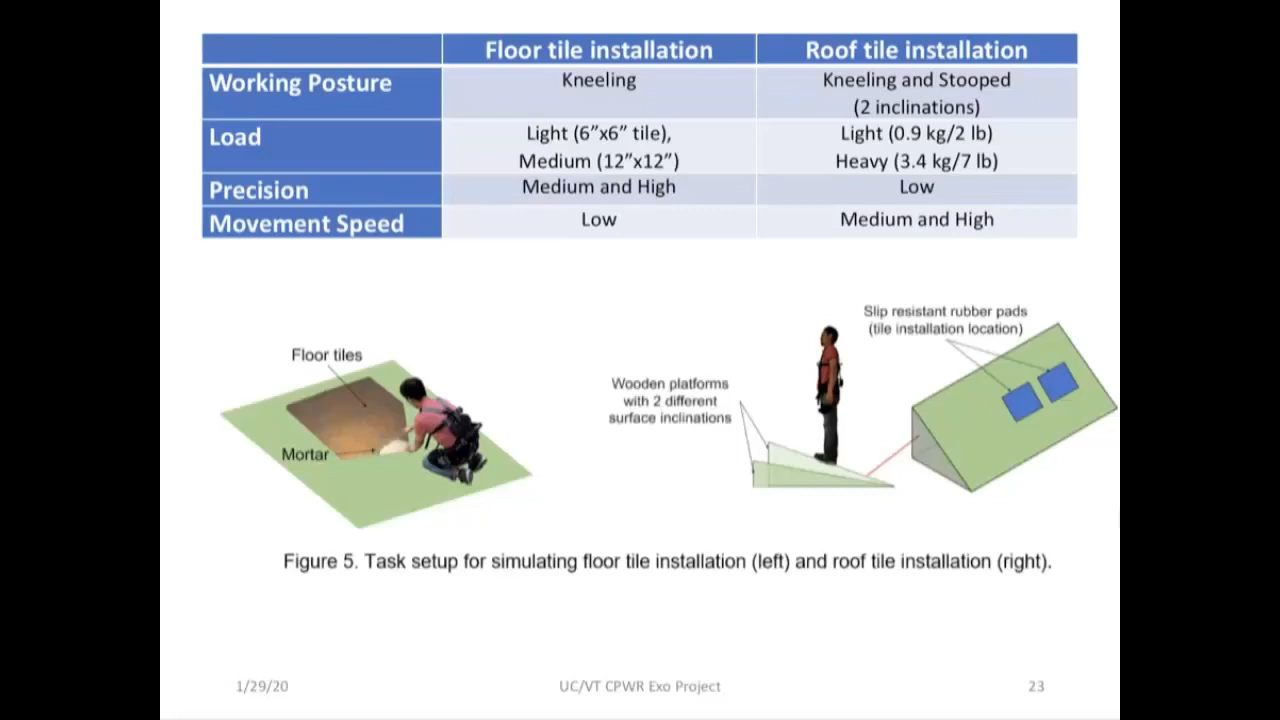 Floor tile installation Roof tile installation
Working Posture Kneeling Kneeling and Stooped
(2 inclinations)
Load Light (6”x6” tile), Light (0.9 kg/2 lb)
Medium (12”x12”) Heavy (3.4 kg/7 lb)
Precision Medium and High Low
Movement Speed Low Medium and High
Slip resistant rubber pads
(tile installation location)
Floor tiles
Wooden platforms
with 2 different
surface inclinations
Mortar
Figure 5. Task setup for simulating floor tile installation (left) and roof tile installation (right).
1/29/20 UC/VT CPWR Exo Project 23